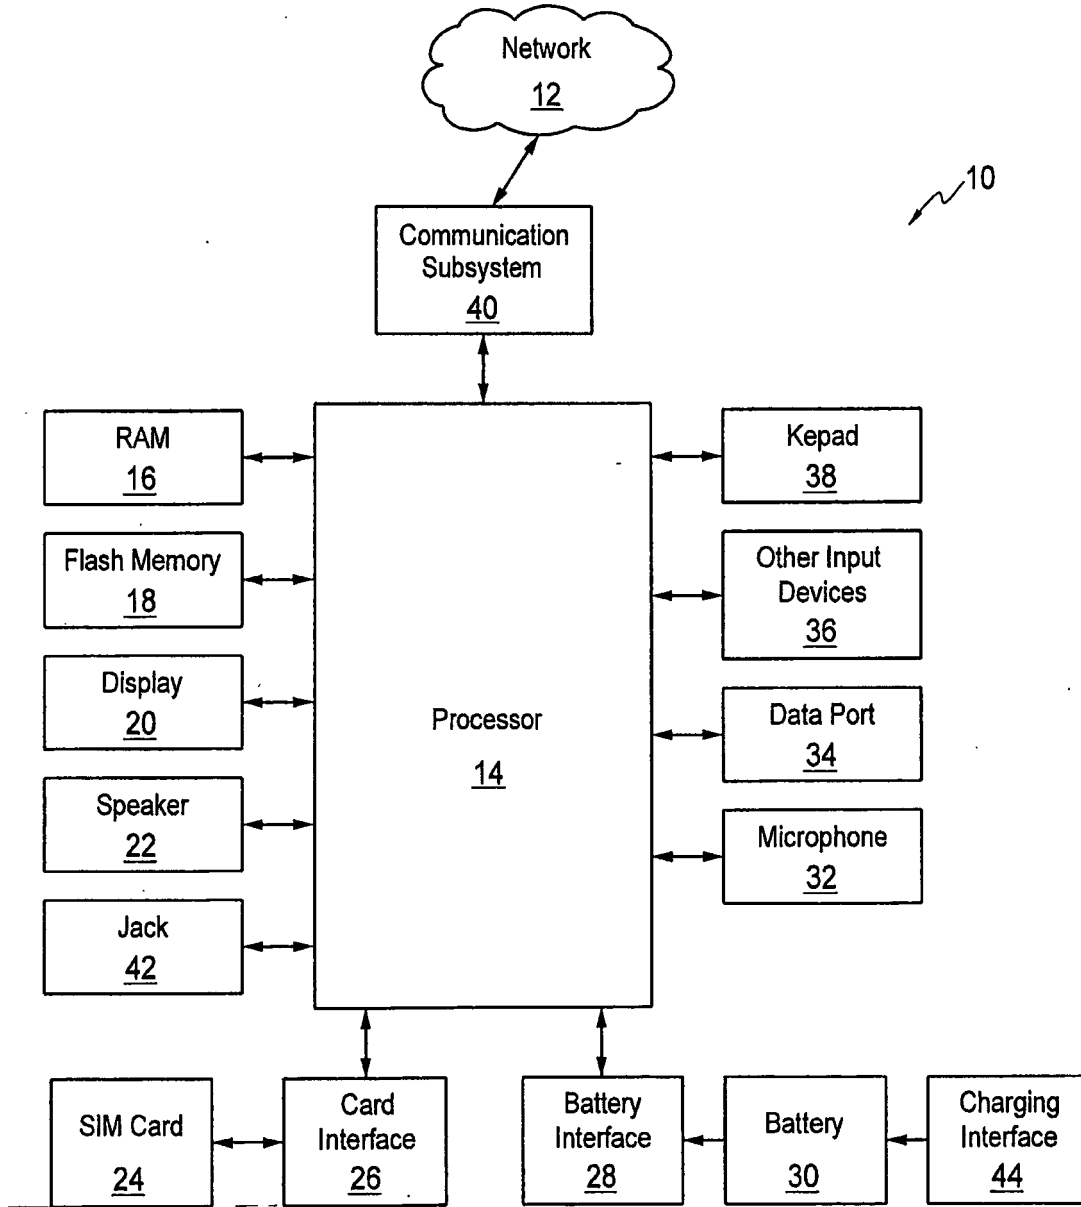 Network
12
10
Communication
Subsystem
40
RAM
16
Flash Memory
18
Display
20
Speaker
22
Jack
42
Processor
14
Kepad
38
Other Input
Devices
36
Data Port
34
Microphone
32
SIM Card
24
Card
Interface
26
Battery
Interface
28
Battery
30
Charging
Interface
44